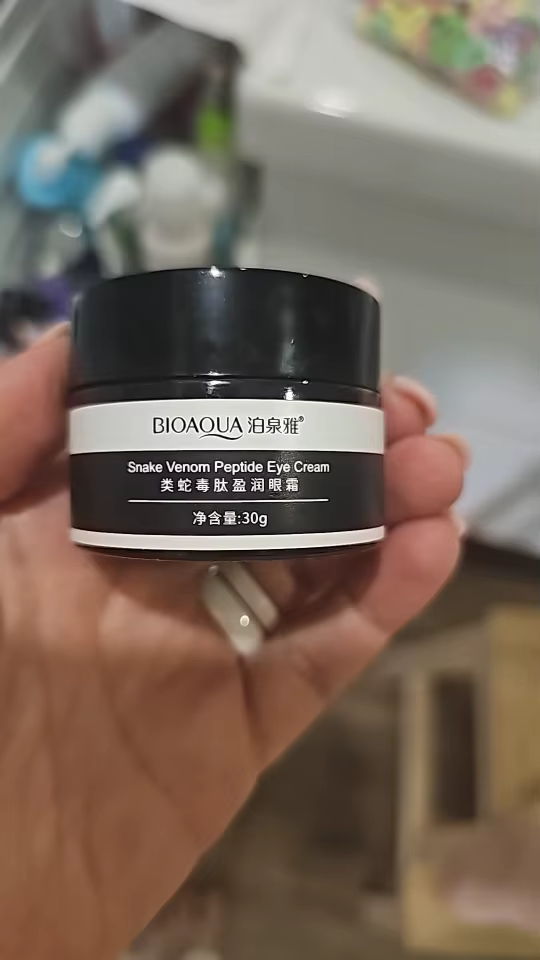 BIOAQUA 泊泉雅®
Snake Venom Peptide Eye Cream
类蛇毒肽盈润眼霜
净含量:30g